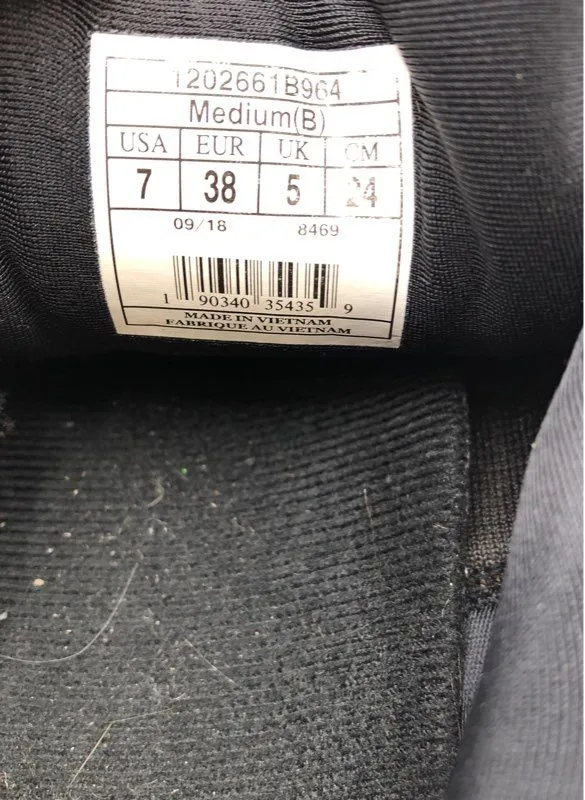 1202661B964
Medium(B)
USA EUR UK CM
7 38 5 24
09/18 8469
1 90340 35435 9
MADE IN VIETNAM
FABRIQUE AU VIETNAM